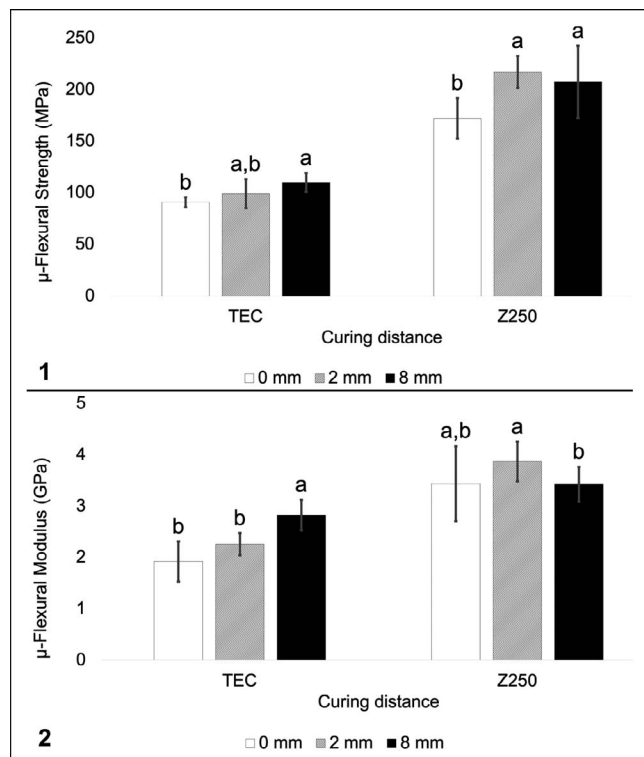 250
200
150
100
50
0
μ-Flexural Strength (MPa)
b
a,b
a
b
a
a
TEC
Z250
Curing distance
1
0 mm 2 mm 8 mm
5
4
3
2
1
0
μ-Flexural Modulus (GPa)
b
b
a
a,b
a
b
TEC
Z250
Curing distance
2
0 mm 2 mm 8 mm